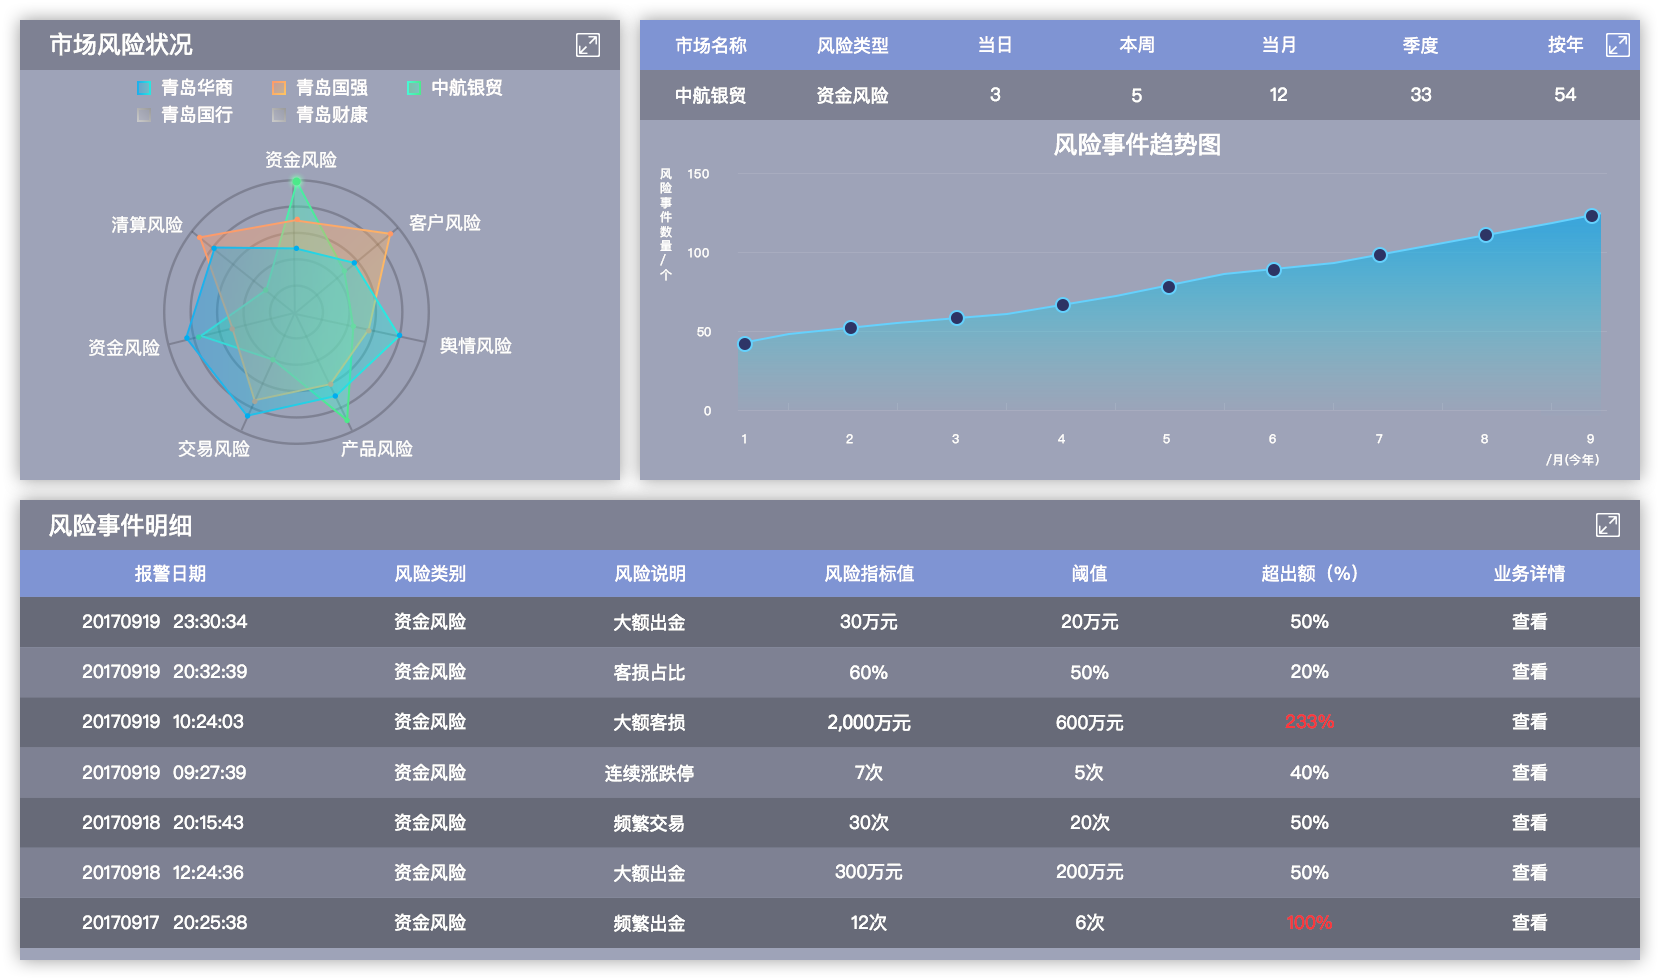 市场风险状况
青岛华商 青岛国强 中航银贸
青岛国行 青岛财康
资金风险
清算风险 客户风险
资金风险 舆情风险
交易风险 产品风险
市场名称 风险类型 当日 本周 当月 季度 按年
中航银贸 资金风险 3 5 12 33 54
风险事件趋势图
风险事件数量/个
150
100
50
0
1 2 3 4 5 6 7 8 9
/月(今年)
风险事件明细
报警日期 风险类别 风险说明 风险指标值 阈值 超出额（%） 业务详情
20170919 23:30:34 资金风险 大额出金 30万元 20万元 50% 查看
20170919 20:32:39 资金风险 客损占比 60% 50% 20% 查看
20170919 10:24:03 资金风险 大额客损 2,000万元 600万元 233% 查看
20170919 09:27:39 资金风险 连续涨跌停 7次 5次 40% 查看
20170918 20:15:43 资金风险 频繁交易 30次 20次 50% 查看
20170918 12:24:36 资金风险 大额出金 300万元 200万元 50% 查看
20170917 20:25:38 资金风险 频繁出金 12次 6次 100% 查看